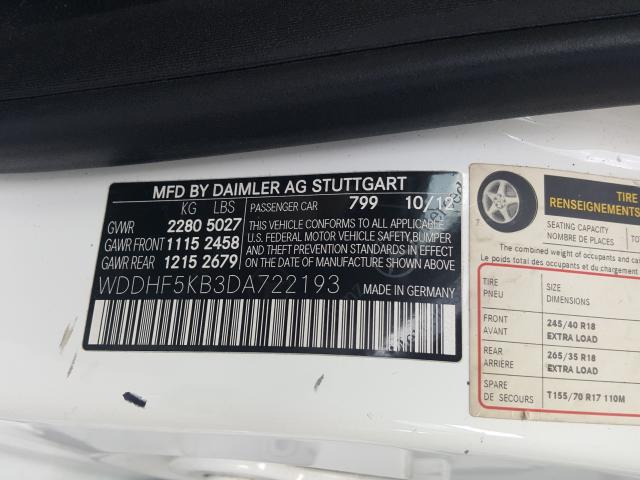 MFD BY DAIMLER AG STUTTGART
KG LBS
GVWR 2280 5027
GAWR FRONT 1115 2458
GAWR REAR 1215 2679
PASSENGER CAR 799 10/12
THIS VEHICLE CONFORMS TO ALL APPLICABLE
U.S. FEDERAL MOTOR VEHICLE SAFETY, BUMPER
AND THEFT PREVENTION STANDARDS IN EFFECT
ON THE DATE OF MANUFACTURE SHOWN ABOVE.
WDDHF5KB3DA722193
MADE IN GERMANY
TIRE
RENSEIGNEMENTS
SEATING CAPACITY
NOMBRE DE PLACES
TOTAL
The combined weight of occupants and
Le poids total des occupants et du chargement
TIRE SIZE
PNEU DIMENSIONS
FRONT 245/40 R18
AVANT EXTRA LOAD
REAR 265/35 R18
ARRIÈRE EXTRA LOAD
SPARE
DE SECOURS T155/70 R17 110M